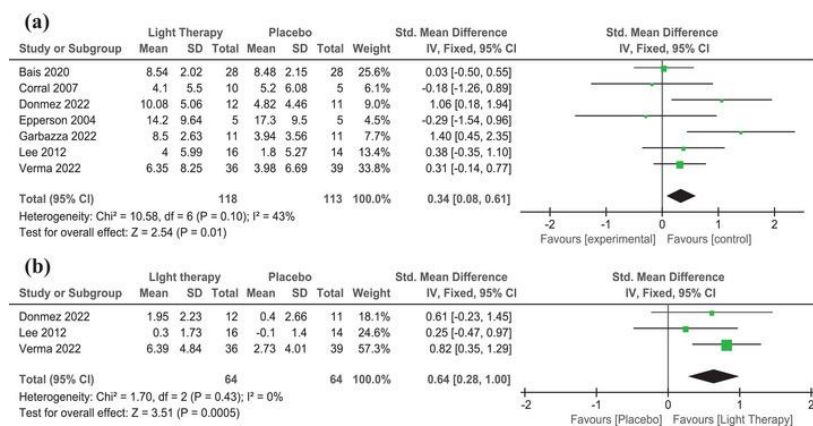 (a)
Light Therapy Placebo Std. Mean Difference Std. Mean Difference
Study or Subgroup Mean SD Total Mean SD Total Weight IV, Fixed, 95% CI IV, Fixed, 95% CI
Bais 2020 8.54 2.02 28 8.48 2.15 28 25.6% 0.03 [-0.50, 0.55]
Corral 2007 4.1 5.5 10 5.2 6.08 5 -0.18 [-1.26, 0.89]
Donmez 2022 10.08 5.06 12 4.82 4.46 11 9.0% 1.06 [0.18, 1.94]
Epperson 2004 14.2 9.64 5 17.3 9.5 5 -0.29 [-1.54, 0.96]
Garbazza 2022 8.5 2.63 11 3.94 3.56 11 7.7% 1.40 [0.45, 2.35]
Lee 2012 4 5.99 16 1.8 5.27 14 13.4% 0.38 [-0.35, 1.10]
Verma 2022 6.35 8.25 36 3.98 6.69 39 33.8% 0.31 [-0.14, 0.77]
Total (95% CI) 118 113 100.0% 0.34 [0.08, 0.61]
Heterogeneity: Chi² = 10.58, df = 6 (P = 0.10); I² = 43%
Test for overall effect: Z = 2.54 (P = 0.01)
-2 -1 0 1 2
Favours [experimental] Favours [control]
(b)
LIght therapy Placebo Std. Mean Difference Std. Mean Difference
Study or Subgroup Mean SD Total Mean SD Total Weight IV, Fixed, 95% CI IV, Fixed, 95% CI
Donmez 2022 1.95 2.23 12 0.4 2.66 11 18.1% 0.61 [-0.23, 1.45]
Lee 2012 0.3 1.73 16 -0.1 1.4 14 24.6% 0.25 [-0.47, 0.97]
Verma 2022 6.39 4.84 36 2.73 4.01 39 57.3% 0.82 [0.35, 1.29]
Total (95% CI) 64 64 100.0% 0.64 [0.28, 1.00]
Heterogeneity: Chi² = 1.70, df = 2 (P = 0.43); I² = 0%
Test for overall effect: Z = 3.51 (P = 0.0005)
-2 -1 0 1 2
Favours [Placebo] Favours [Light Therapy]